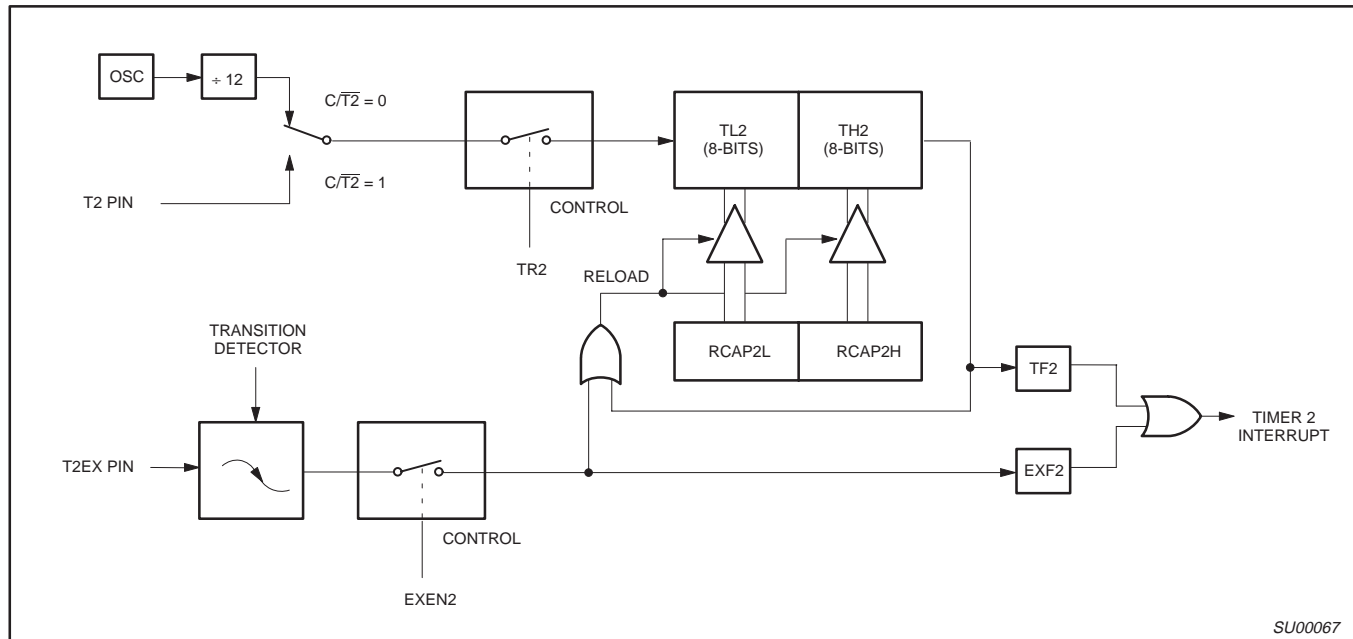 OSC
÷ 12
C/T2̅ = 0
C/T2̅ = 1
T2 PIN
CONTROL
TR2
TL2
(8-BITS)
TH2
(8-BITS)
RELOAD
RCAP2L
RCAP2H
TRANSITION
DETECTOR
T2EX PIN
CONTROL
EXEN2
TF2
EXF2
TIMER 2
INTERRUPT
SU00067